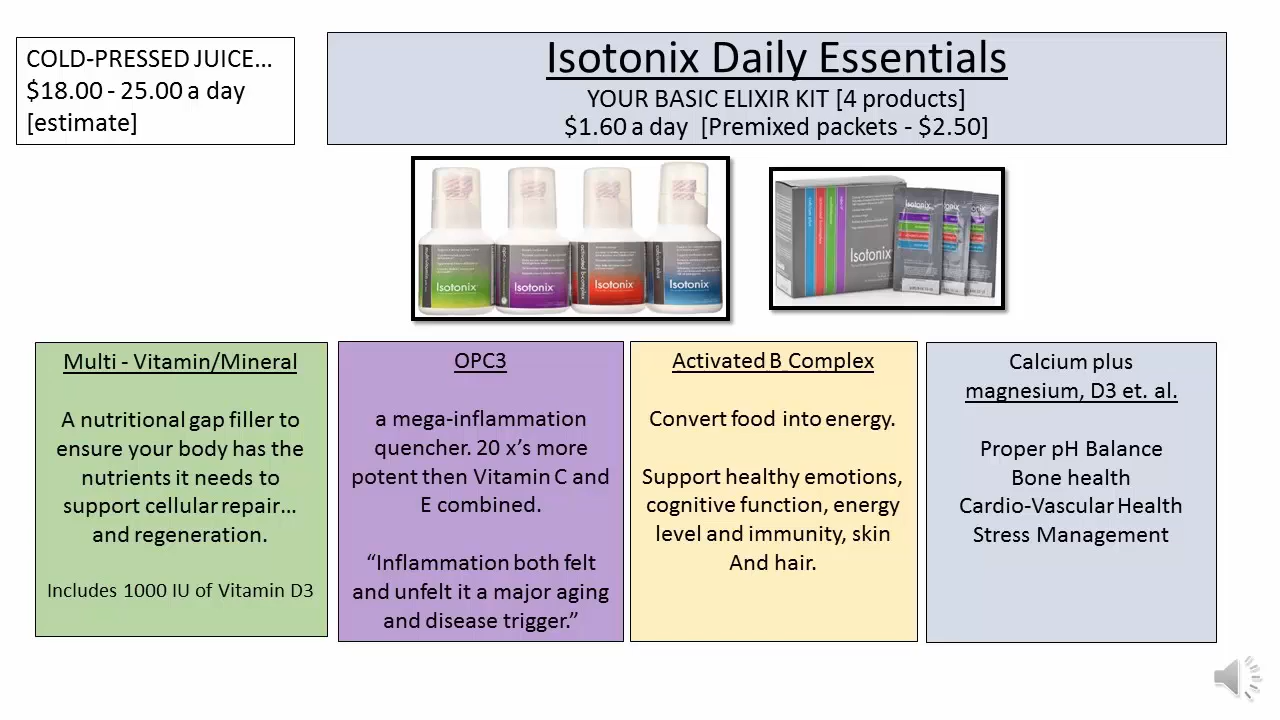 COLD-PRESSED JUICE...
$18.00 - 25.00 a day
[estimate]
Isotonix Daily Essentials
YOUR BASIC ELIXIR KIT [4 products]
$1.60 a day [Premixed packets - $2.50]
Isotonix
Isotonix
Isotonix
Isotonix
Isotonix
Isotonix
Multi - Vitamin/Mineral
A nutritional gap filler to
ensure your body has the
nutrients it needs to
support cellular repair...
and regeneration.
Includes 1000 IU of Vitamin D3
OPC3
a mega-inflammation
quencher. 20 x's more
potent then Vitamin C and
E combined.
“Inflammation both felt
and unfelt it a major aging
and disease trigger.”
Activated B Complex
Convert food into energy.
Support healthy emotions,
cognitive function, energy
level and immunity, skin
And hair.
Calcium plus
magnesium, D3 et. al.
Proper pH Balance
Bone health
Cardio-Vascular Health
Stress Management